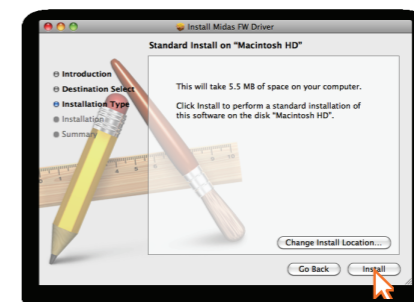 Install Midas FW Driver
Standard Install on "Macintosh HD"
Introduction
Destination Select
Installation Type
Installation
Summary
This will take 5.5 MB of space on your computer.
Click Install to perform a standard installation of
this software on the disk "Macintosh HD".
Change Install Location...
Go Back
Install